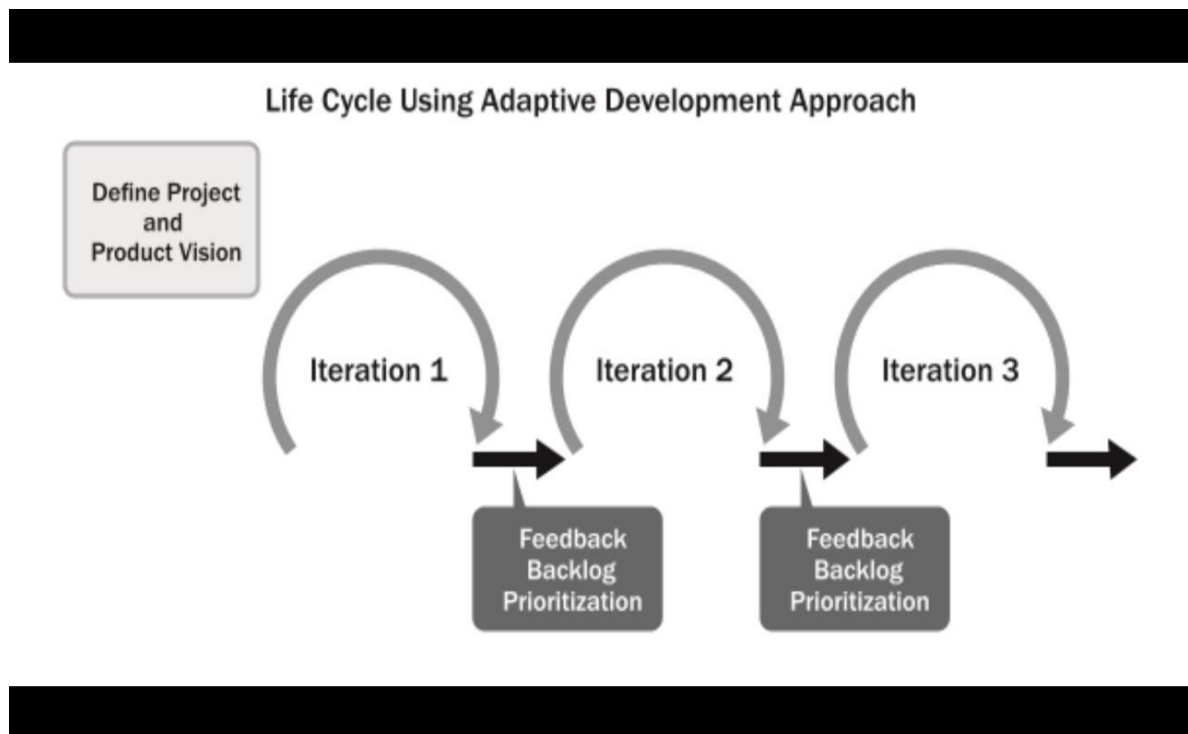 Life Cycle Using Adaptive Development Approach
Define Project
and
Product Vision
Iteration 1
Iteration 2
Iteration 3
Feedback
Backlog
Prioritization
Feedback
Backlog
Prioritization